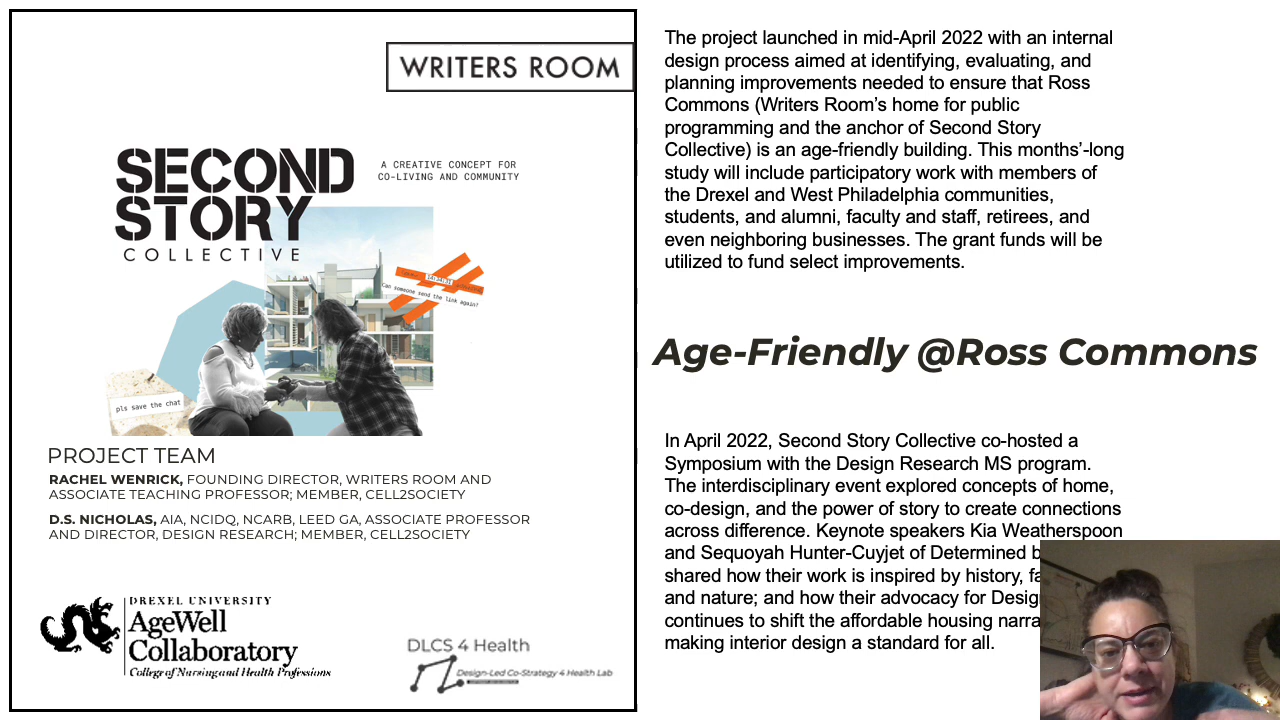 WRITERS ROOM
SECOND
STORY
COLLECTIVE
A CREATIVE CONCEPT FOR
CO-LIVING AND COMMUNITY
14:34:31
Can someone send the link again?
pls save the chat
PROJECT TEAM
RACHEL WENRICK, FOUNDING DIRECTOR, WRITERS ROOM AND
ASSOCIATE TEACHING PROFESSOR; MEMBER, CELL2SOCIETY
D.S. NICHOLAS, AIA, NCIDQ, NCARB, LEED GA, ASSOCIATE PROFESSOR
AND DIRECTOR, DESIGN RESEARCH; MEMBER, CELL2SOCIETY
DREXEL UNIVERSITY
AgeWell
Collaboratory
College of Nursing and Health Professions
DLCS 4 Health
Design-Led Co-Strategy 4 Health Lab
The project launched in mid-April 2022 with an internal
design process aimed at identifying, evaluating, and
planning improvements needed to ensure that Ross
Commons (Writers Room's home for public
programming and the anchor of Second Story
Collective) is an age-friendly building. This months'-long
study will include participatory work with members of
the Drexel and West Philadelphia communities,
students, and alumni, faculty and staff, retirees, and
even neighboring businesses. The grant funds will be
utilized to fund select improvements.
Age-Friendly @Ross Commons
In April 2022, Second Story Collective co-hosted a
Symposium with the Design Research MS program.
The interdisciplinary event explored concepts of home,
co-design, and the power of story to create connections
across difference. Keynote speakers Kia Weatherspoon
and Sequoyah Hunter-Cuyjet of Determined
shared how their work is inspired by history,
and nature; and how their advocacy for
continues to shift the affordable housing
making interior design a standard for all.